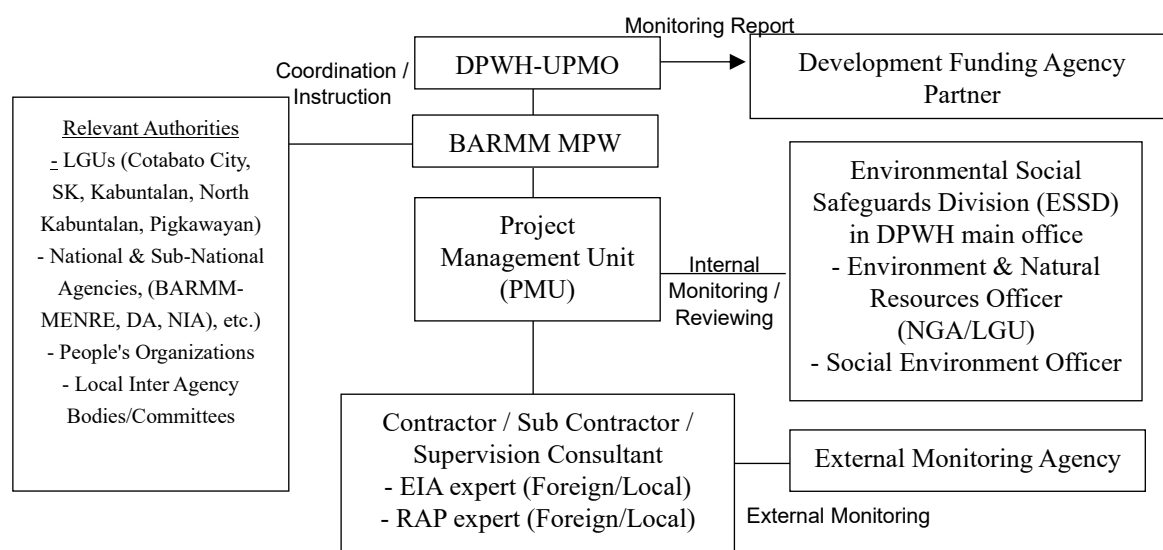 Monitoring Report
DPWH-UPMO
Development Funding Agency
Partner
Coordination /
Instruction
BARMM MPW
Relevant Authorities
- LGUs (Cotabato City,
SK, Kabuntalan, North
Kabuntalan, Pigkawayan)
- National & Sub-National
Agencies, (BARMM-
MENRE, DA, NIA), etc.)
- People's Organizations
- Local Inter Agency
Bodies/Committees
Project
Management Unit
(PMU)
Internal
Monitoring /
Reviewing
Environmental Social
Safeguards Division (ESSD)
in DPWH main office
- Environment & Natural
Resources Officer
(NGA/LGU)
- Social Environment Officer
Contractor / Sub Contractor /
Supervision Consultant
- EIA expert (Foreign/Local)
- RAP expert (Foreign/Local)
External Monitoring Agency
External Monitoring